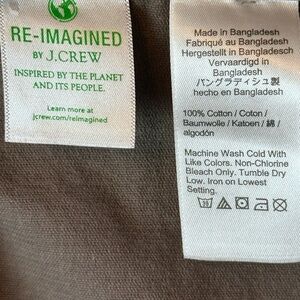 RE-IMAGINED
BY J.CREW
INSPIRED BY THE PLANET
AND ITS PEOPLE.
Learn more at
jcrew.com/reimagined
Made in Bangladesh
Fabriqué au Bangladesh
Hergestellt in Bangladesch
Vervaardigd in
Bangladesh
バングラディシュ製
hecho en Bangladesh
100% Cotton / Coton /
Baumwolle / Katoen / 綿 /
algodón
Machine Wash Cold With
Like Colors. Non-Chlorine
Bleach Only. Tumble Dry
Low. Iron on Lowest
Setting.